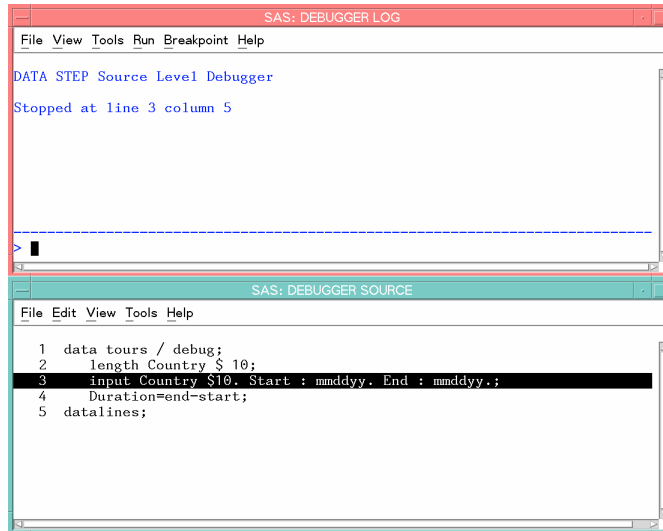 SAS: DEBUGGER LOG
File View Tools Run Breakpoint Help
DATA STEP Source Level Debugger
Stopped at line 3 column 5
>
SAS: DEBUGGER SOURCE
File Edit View Tools Help
1 data tours / debug;
2 length Country $ 10;
3 input Country $10. Start : mmddyy. End : mmddyy.;
4 Duration=end-start;
5 datalines;